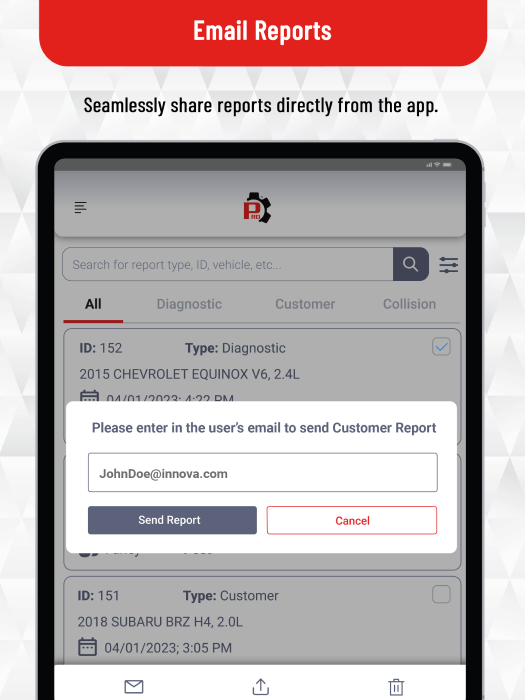 Email Reports
Seamlessly share reports directly from the app.
P
Search for report type, ID, vehicle, etc...
All Diagnostic Customer Collision
ID: 152 Type: Diagnostic
2015 CHEVROLET EQUINOX V6, 2.4L
04/01/2023; 4:22 PM
Please enter in the user's email to send Customer Report
JohnDoe@innova.com
Send Report Cancel
ID: 151 Type: Customer
2018 SUBARU BRZ H4, 2.0L
04/01/2023; 3:05 PM